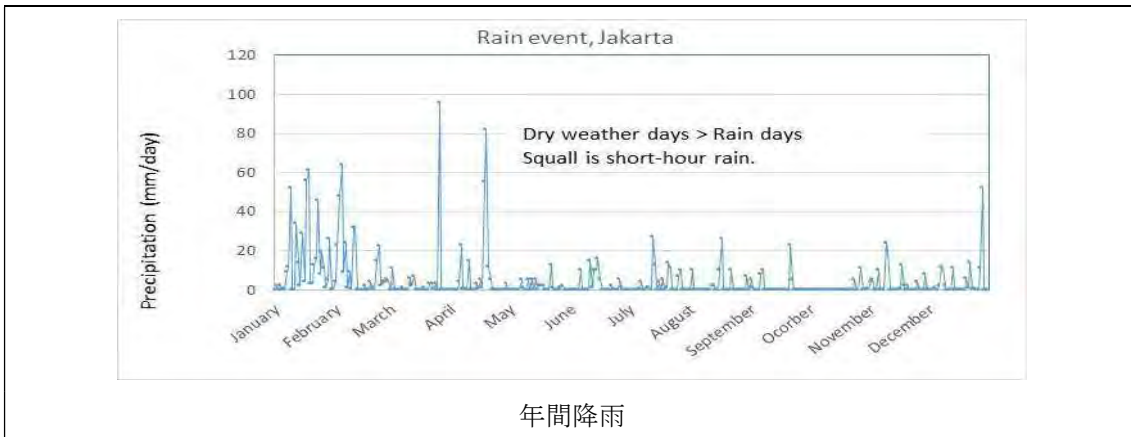 Rain event, Jakarta
120
100
80
60
40
20
0
Precipitation (mm/day)
Dry weather days > Rain days
Squall is short-hour rain.
January
February
March
April
May
June
July
August
September
Ocorber
November
December
年間降雨